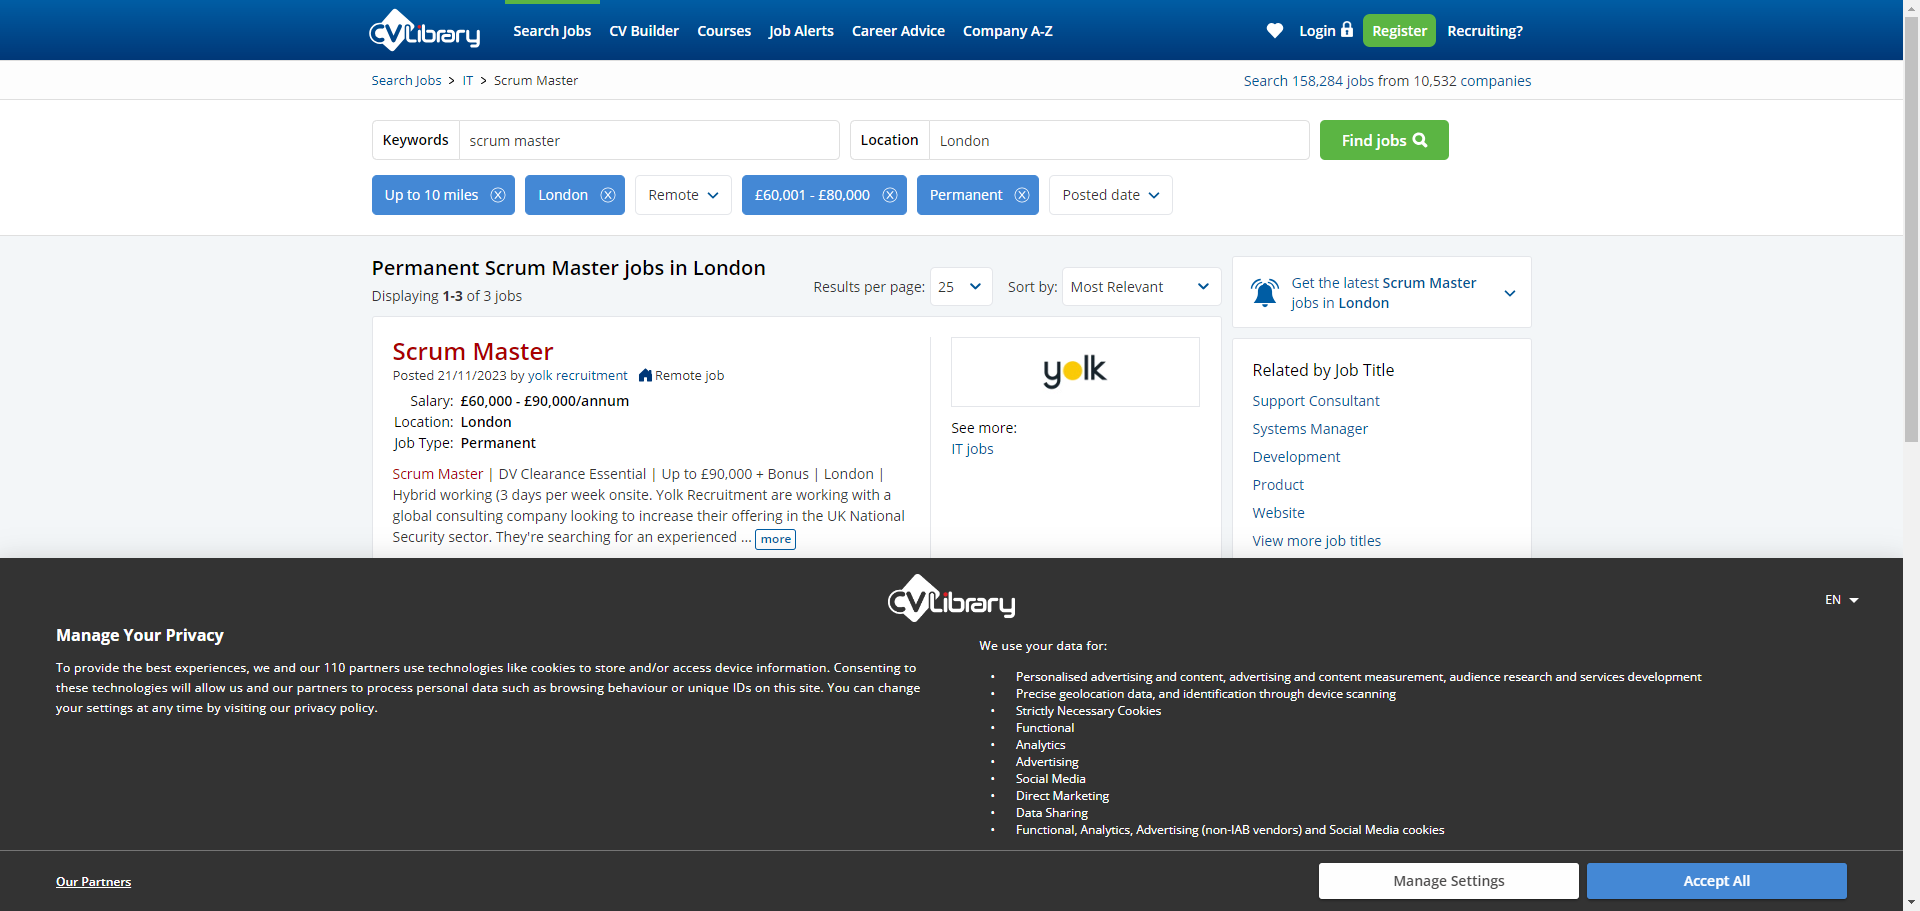 CV Library
Search Jobs
CV Builder
Courses
Job Alerts
Career Advice
Company A-Z
Login
Register
Recruiting?
Search Jobs > IT > Scrum Master
Search 158,284 jobs from 10,532 companies
Keywords
scrum master
Location
London
Find jobs
Up to 10 miles
London
Remote
£60,001 - £80,000
Permanent
Posted date
Permanent Scrum Master jobs in London
Displaying 1-3 of 3 jobs
Results per page:
25
Sort by:
Most Relevant
Get the latest Scrum Master
jobs in London
Scrum Master
Posted 21/11/2023 by yolk recruitment
Remote job
Salary: £60,000 - £90,000/annum
Location: London
Job Type: Permanent
Scrum Master | DV Clearance Essential | Up to £90,000 + Bonus | London |
Hybrid working (3 days per week onsite. Yolk Recruitment are working with a
global consulting company looking to increase their offering in the UK National
Security sector. They're searching for an experienced ... more
yolk
See more:
IT jobs
Related by Job Title
Support Consultant
Systems Manager
Development
Product
Website
View more job titles
CV Library
EN
Manage Your Privacy
To provide the best experiences, we and our 110 partners use technologies like cookies to store and/or access device information. Consenting to
these technologies will allow us and our partners to process personal data such as browsing behaviour or unique IDs on this site. You can change
your settings at any time by visiting our privacy policy.
We use your data for:
• Personalised advertising and content, advertising and content measurement, audience research and services development
• Precise geolocation data, and identification through device scanning
• Strictly Necessary Cookies
• Functional
• Analytics
• Advertising
• Social Media
• Direct Marketing
• Data Sharing
• Functional, Analytics, Advertising (non-IAB vendors) and Social Media cookies
Our Partners
Manage Settings
Accept All